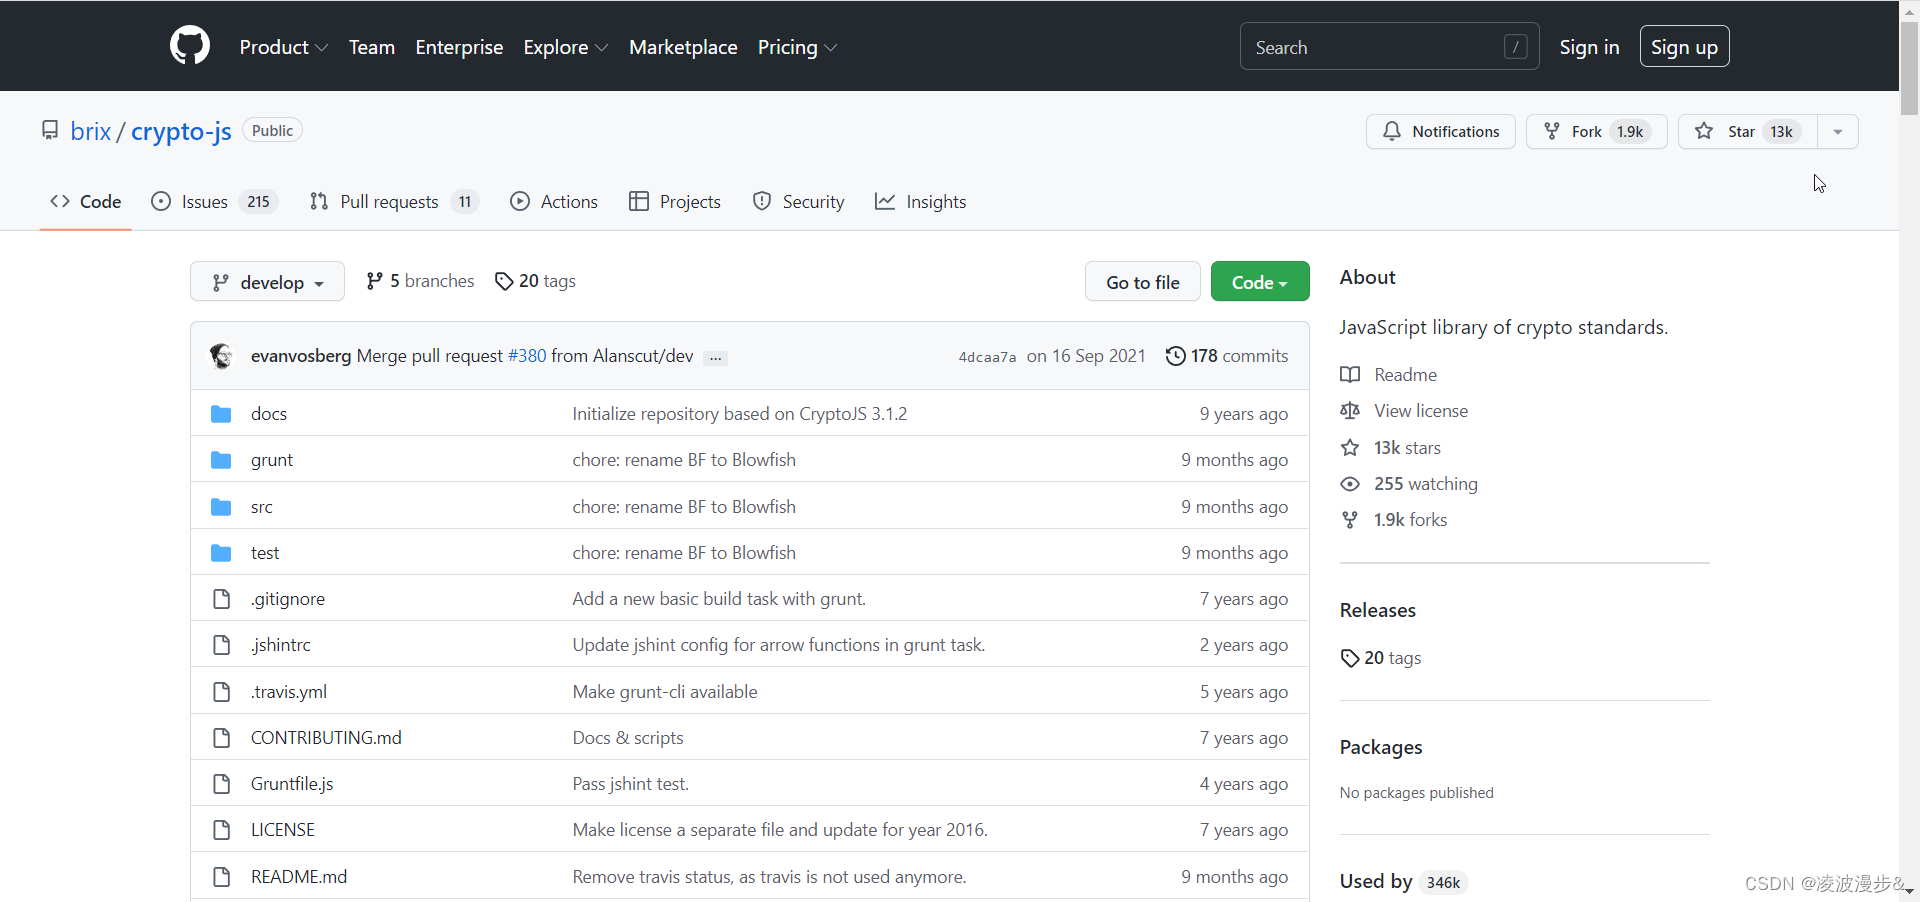 Product Team Enterprise Explore Marketplace Pricing Search / Sign in Sign up
brix / crypto-js Public Notifications Fork 1.9k Star 13k
<> Code Issues 215 Pull requests 11 Actions Projects Security Insights
develop 5 branches 20 tags Go to file Code
evanvosberg Merge pull request #380 from Alanscut/dev ... 4dcaa7a on 16 Sep 2021 178 commits
docs Initialize repository based on CryptoJS 3.1.2 9 years ago
grunt chore: rename BF to Blowfish 9 months ago
src chore: rename BF to Blowfish 9 months ago
test chore: rename BF to Blowfish 9 months ago
.gitignore Add a new basic build task with grunt. 7 years ago
.jshintrc Update jshint config for arrow functions in grunt task. 2 years ago
.travis.yml Make grunt-cli available 5 years ago
CONTRIBUTING.md Docs & scripts 7 years ago
Gruntfile.js Pass jshint test. 4 years ago
LICENSE Make license a separate file and update for year 2016. 7 years ago
README.md Remove travis status, as travis is not used anymore. 9 months ago
About
JavaScript library of crypto standards.
Readme
View license
13k stars
255 watching
1.9k forks
Releases
20 tags
Packages
No packages published
Used by 346k
CSDN @凌波漫步&